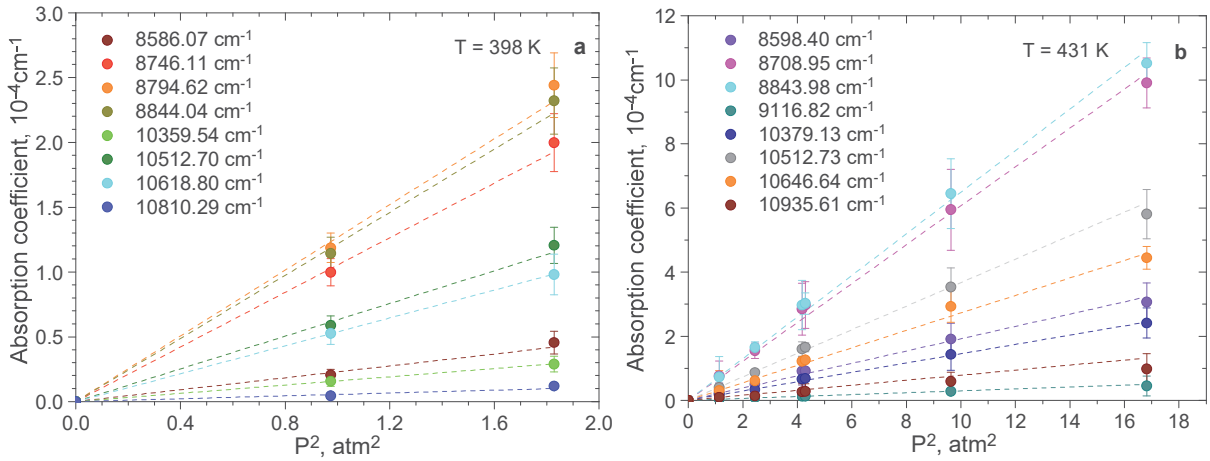 a
T = 398 K
8586.07 cm⁻¹
8746.11 cm⁻¹
8794.62 cm⁻¹
8844.04 cm⁻¹
10359.54 cm⁻¹
10512.70 cm⁻¹
10618.80 cm⁻¹
10810.29 cm⁻¹
Absorption coefficient, 10⁻⁴cm⁻¹
3.0
2.5
2.0
1.5
1.0
0.5
0.0
0.0 0.4 0.8 1.2 1.6 2.0
P², atm²
b
T = 431 K
8598.40 cm⁻¹
8708.95 cm⁻¹
8843.98 cm⁻¹
9116.82 cm⁻¹
10379.13 cm⁻¹
10512.73 cm⁻¹
10646.64 cm⁻¹
10935.61 cm⁻¹
Absorption coefficient, 10⁻⁴cm⁻¹
12
10
8
6
4
2
0
0 2 4 6 8 10 12 14 16 18
P², atm²